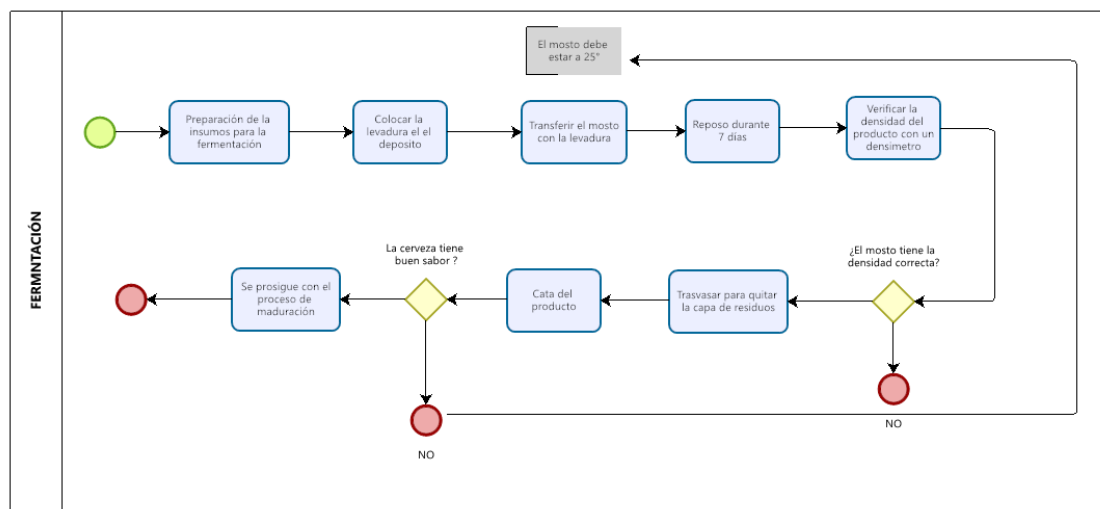 FERMNTACIÓN
El mosto debe
estar a 25°
Preparación de la
insumos para la
fermentación
Colocar la
levadura el el
deposito
Transferir el mosto
con la levadura
Reposo durante
7 días
Verificar la
densidad del
producto con un
densimetro
¿El mosto tiene la
densidad correcta?
Trasvasar para quitar
la capa de residuos
Cata del
producto
La cerveza tiene
buen sabor ?
Se prosigue con el
proceso de
maduración
NO
NO